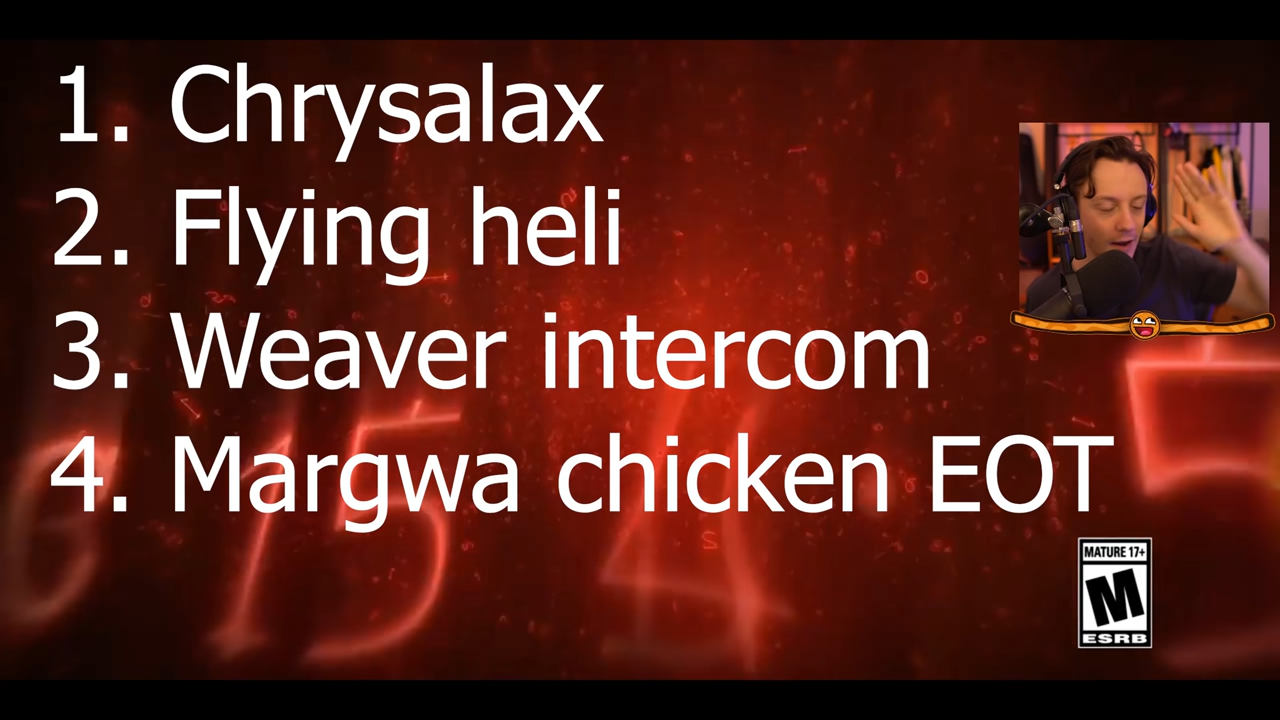 1. Chrysalax
2. Flying heli
3. Weaver intercom
4. Margwa chicken EOT
MATURE 17+
M
ESRB